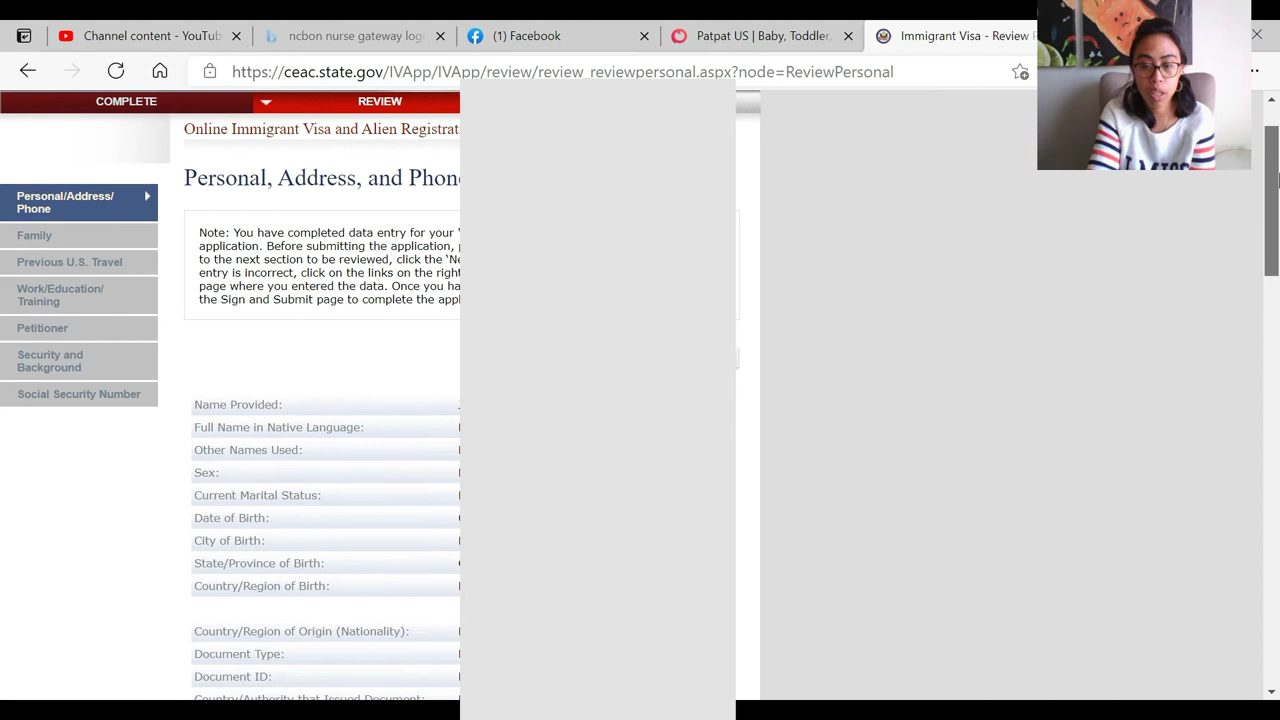 Channel content - YouTub
ncbon nurse gateway log
(1) Facebook
Patpat US | Baby, Toddler,
Immigrant Visa - Review
https://ceac.state.gov/IVApp/IVApp/review/review_reviewpersonal.aspx?node=ReviewPersonal
COMPLETE
REVIEW
Online Immigrant Visa and Alien Registrat
Personal, Address, and Phon
Personal/Address/
Phone
Family
Previous U.S. Travel
Work/Education/
Training
Petitioner
Security and
Background
Social Security Number
Note: You have completed data entry for your
application. Before submitting the application,
to the next section to be reviewed, click the 'Ne
entry is incorrect, click on the links on the right
page where you entered the data. Once you ha
the Sign and Submit page to complete the appl
Name Provided:
Full Name in Native Language:
Other Names Used:
Sex:
Current Marital Status:
Date of Birth:
City of Birth:
State/Province of Birth:
Country/Region of Birth:
Country/Region of Origin (Nationality):
Document Type:
Document ID:
Country/Authority that Issued Document: